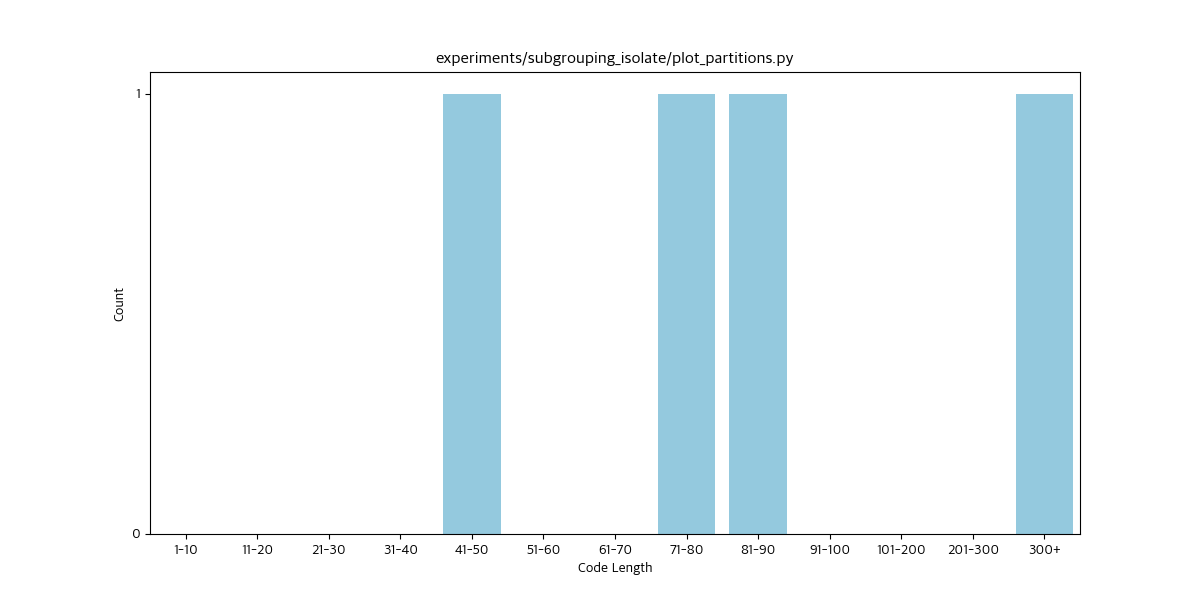 experiments/subgrouping_isolate/plot_partitions.py
1
Count
0
1-10 11-20 21-30 31-40 41-50 51-60 61-70 71-80 81-90 91-100 101-200 201-300 300+
Code Length